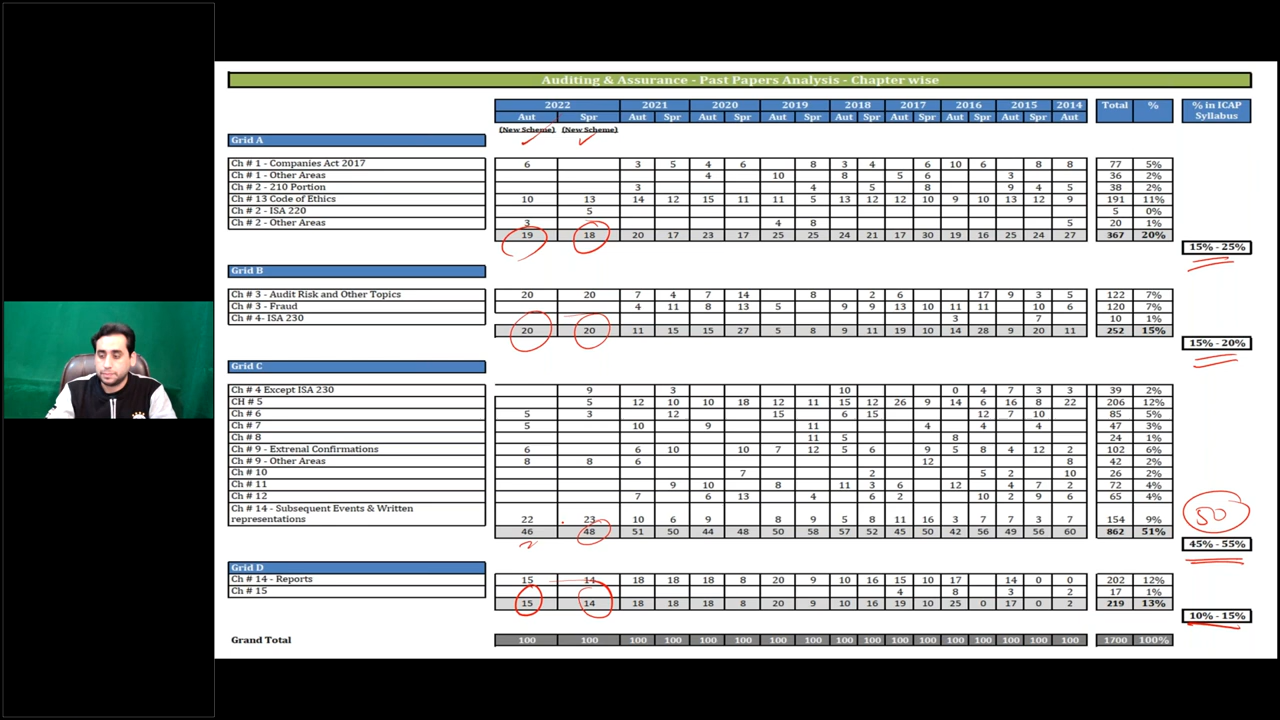 Auditing & Assurance - Past Papers Analysis - Chapter wise
2022 2021 2020 2019 2018 2017 2016 2015 2014 Total % % in ICAP Syllabus
Aut Spr Aut Spr Aut Spr Aut Spr Aut Spr Aut Spr Aut Spr Aut Spr Aut
(New Scheme) (New Scheme)
Grid A
Ch # 1 - Companies Act 2017 6 3 5 4 6 8 3 4 6 10 6 8 8 77 5%
Ch # 1 - Other Areas 4 10 8 5 6 3 36 2%
Ch # 2 - 210 Portion 3 4 5 8 9 4 5 38 2%
Ch # 13 Code of Ethics 10 13 14 12 15 11 11 5 13 12 12 10 9 10 13 12 9 191 11%
Ch # 2 - ISA 220 5 5 0%
Ch # 2 - Other Areas 3 4 8 5 20 1%
19 18 20 17 23 17 25 25 24 21 17 30 19 16 25 24 27 367 20%
15% - 25%
Grid B
Ch # 3 - Audit Risk and Other Topics 20 20 7 4 7 14 8 2 6 17 9 3 5 122 7%
Ch # 3 - Fraud 4 11 8 13 5 9 9 13 10 11 11 10 6 120 7%
Ch # 4- ISA 230 3 7 10 1%
20 20 11 15 15 27 5 8 9 11 19 10 14 28 9 20 11 252 15%
15% - 20%
Grid C
Ch # 4 Except ISA 230 9 3 10 0 4 7 3 3 39 2%
CH # 5 5 12 10 10 18 12 11 15 12 26 9 14 6 16 8 22 206 12%
Ch # 6 5 3 12 15 6 15 12 7 10 85 5%
Ch # 7 5 10 9 11 4 4 4 47 3%
Ch # 8 11 5 8 24 1%
Ch # 9 - Extrenal Confirmations 6 6 10 10 7 12 5 6 9 5 8 4 12 2 102 6%
Ch # 9 - Other Areas 8 8 6 12 8 42 2%
Ch # 10 7 2 5 2 10 26 2%
Ch # 11 9 10 8 11 3 6 12 4 7 2 72 4%
Ch # 12 7 6 13 4 6 2 10 2 9 6 65 4%
Ch # 14 - Subsequent Events & Written
representations 22 23 10 6 9 8 9 5 8 11 16 3 7 7 3 7 154 9%
50
46 48 51 50 44 48 50 58 57 52 45 50 42 56 49 56 60 862 51%
45% - 55%
Grid D
Ch # 14 - Reports 15 14 18 18 18 8 20 9 10 16 15 10 17 14 0 0 202 12%
Ch # 15 4 8 3 2 17 1%
15 14 18 18 18 8 20 9 10 16 19 10 25 0 17 0 2 219 13%
10% - 15%
Grand Total 100 100 100 100 100 100 100 100 100 100 100 100 100 100 100 100 100 1700 100%